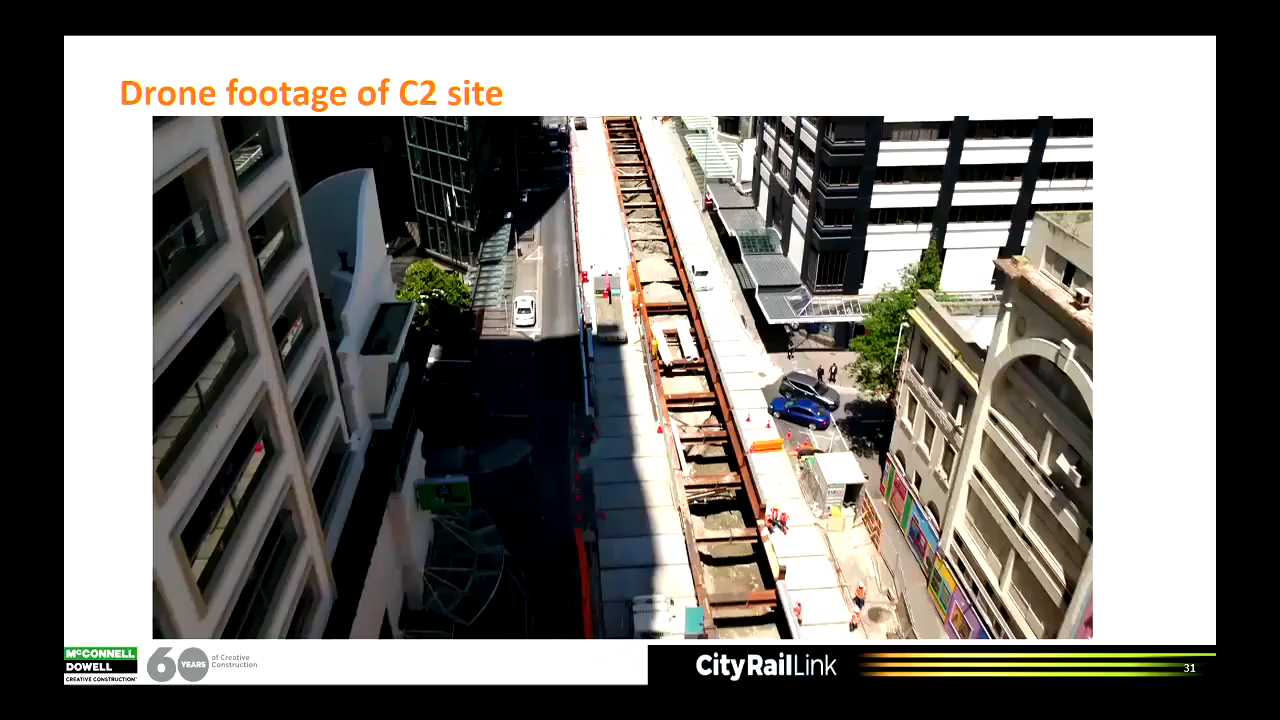 Drone footage of C2 site
McCONNELL
DOWELL
CREATIVE CONSTRUCTION
60 YEARS
of Creative
Construction
CityRailLink
31